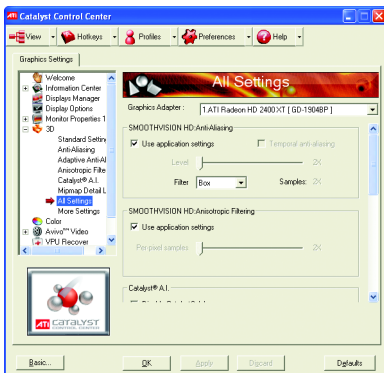 ATI Catalyst Control Center
View Hotkeys Profiles Preferences Help
Graphics Settings
Welcome
Information Center
Displays Manager
Display Options
Monitor Properties 1
3D
Standard Settin
Anti-Aliasing
Adaptive Anti-Al
Anisotropic Filte
Catalyst® A.I.
Mipmap Detail L
All Settings
More Settings
Color
Avivo™ Video
VPU Recover
ATI CATALYST
CONTROL CENTER
All Settings
Graphics Adapter : 1.ATI Radeon HD 2400XT [ GD-1904BP ]
SMOOTHVISION HD:Anti-Aliasing
Use application settings Temporal anti-aliasing
Level 2X
Filter Box Samples: 2X
SMOOTHVISION HD:Anisotropic Filtering
Use application settings
Per-pixel samples 2X
Catalyst® A.I.
Basic... OK Apply Discard Defaults